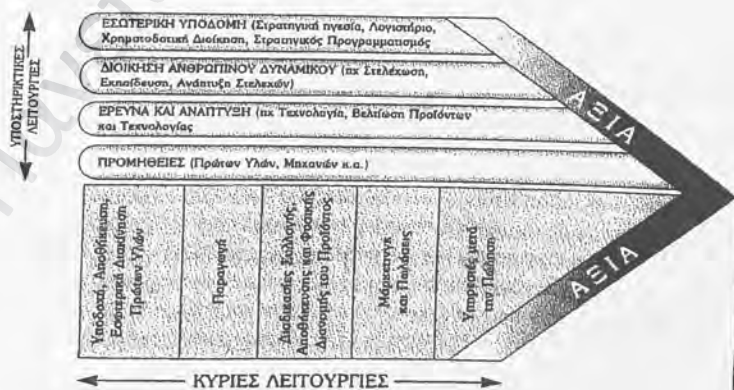 ΥΠΟΣΤΗΡΙΚΤΙΚΕΣ
ΛΕΙΤΟΥΡΓΙΕΣ
ΕΣΩΤΕΡΙΚΗ ΥΠΟΔΟΜΗ (Στρατηγική ηγεσία, Λογιστήριο,
Χρηματοδοτική Διοίκηση, Στρατηγικός Προγραμματισμός
ΔΙΟΙΚΗΣΗ ΑΝΘΡΩΠΙΝΟΥ ΔΥΝΑΜΙΚΟΥ (πχ Στελέχωση,
Εκπαίδευση, Ανάπτυξη Στελεχών)
ΕΡΕΥΝΑ ΚΑΙ ΑΝΑΠΤΥΞΗ (πχ Τεχνολογία, Βελτίωση Προϊόντων
και Τεχνολογίας)
ΠΡΟΜΗΘΕΙΕΣ (Πρώτων Υλών, Μηχανών κ.α.)
ΑΞΙΑ
Υποδοχή, Αποθήκευση,
Εσωτερική Διακίνηση
Πρώτων Υλών
Παραγωγή
Διαδικασίες Συλλογής,
Αποθήκευσης και Φυσικής
Διανομής του Προϊόντος
Μάρκετινγκ
και Πωλήσεις
Υπηρεσίες μετά
την Πώληση
ΑΞΙΑ
ΚΥΡΙΕΣ ΛΕΙΤΟΥΡΓΙΕΣ